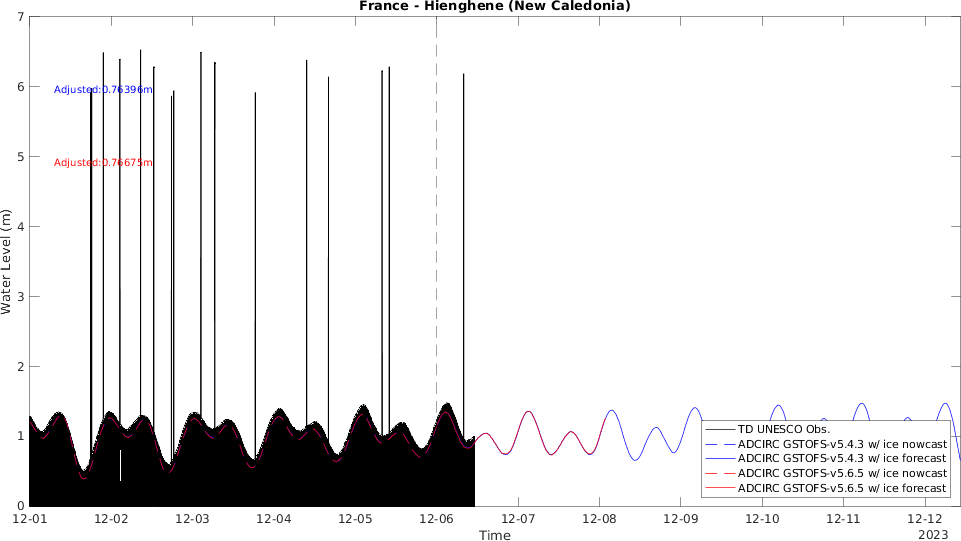 France - Hienghene (New Caledonia)
7
6
5
4
3
2
1
0
Water Level (m)
Adjusted:0.76396m
Adjusted:0.76675m
TD UNESCO Obs.
ADCIRC GSTOFS-v5.4.3 w/ ice nowcast
ADCIRC GSTOFS-v5.4.3 w/ ice forecast
ADCIRC GSTOFS-v5.6.5 w/ ice nowcast
ADCIRC GSTOFS-v5.6.5 w/ ice forecast
12-01 12-02 12-03 12-04 12-05 12-06 12-07 12-08 12-09 12-10 12-11 12-12
Time
2023